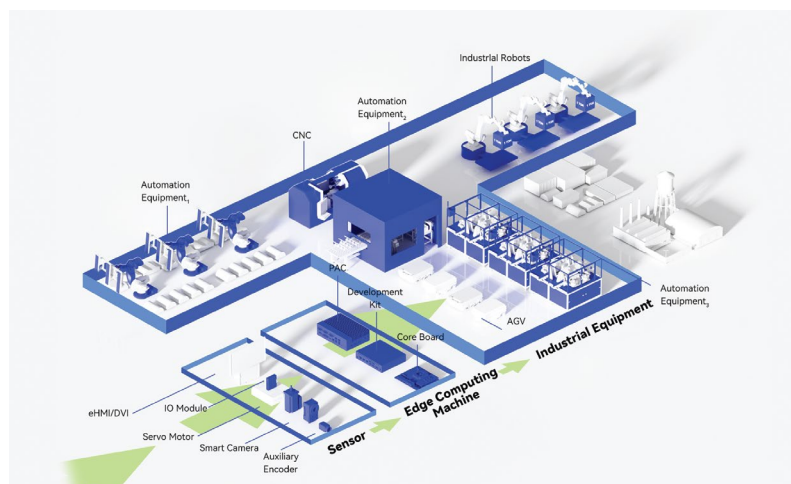 Industrial Robots
Automation
Equipment₂
CNC
Automation
Equipment₁
PAC
Development
Kit
Automation
Equipment₃
AGV
Industrial Equipment
Core Board
Edge Computing
Machine
eHMI/DVI
IO Module
Servo Motor
Smart Camera
Auxiliary
Encoder
Sensor